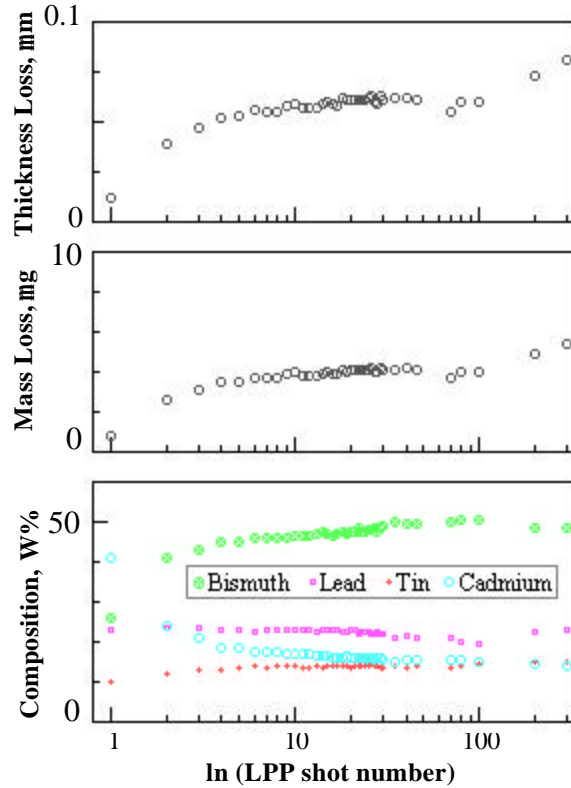 0.1
Thickness Loss, mm
0
10
Mass Loss, mg
0
50
Composition, W%
Bismuth Lead Tin Cadmium
0
1 10 100
ln (LPP shot number)